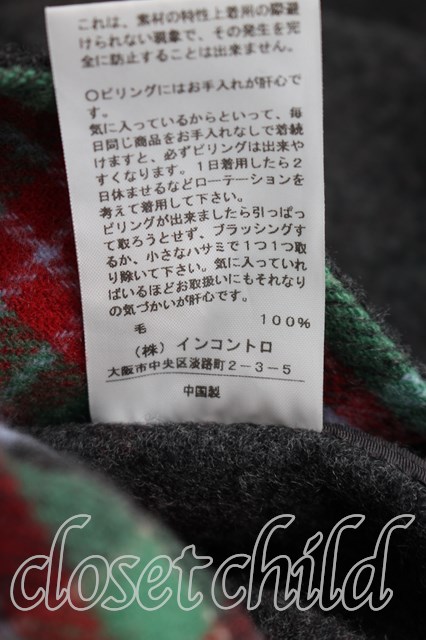 これは、素材の特性上着用の際避
けられない現象で、その発生を完
全に防止することは出来ません。
○ピリングにはお手入れが肝心で
す。
気に入っているからといって、毎
日同じ商品をお手入れなしで着続
けますと、必ずピリングは出来や
すくなります。1日着用したら2
日休ませるなどローテーションを
考えて着用して下さい。
ピリングが出来ましたら引っぱっ
て取ろうとせず、ブラッシングす
るか、小さなハサミで1つ1つ取
り除いて下さい。気に入っていれ
ばいるほどお取扱いにもそれなり
の気づかいが肝心です。
毛 100%
(株) インコントロ
大阪市中央区淡路町2-3-5
中国製
closet child